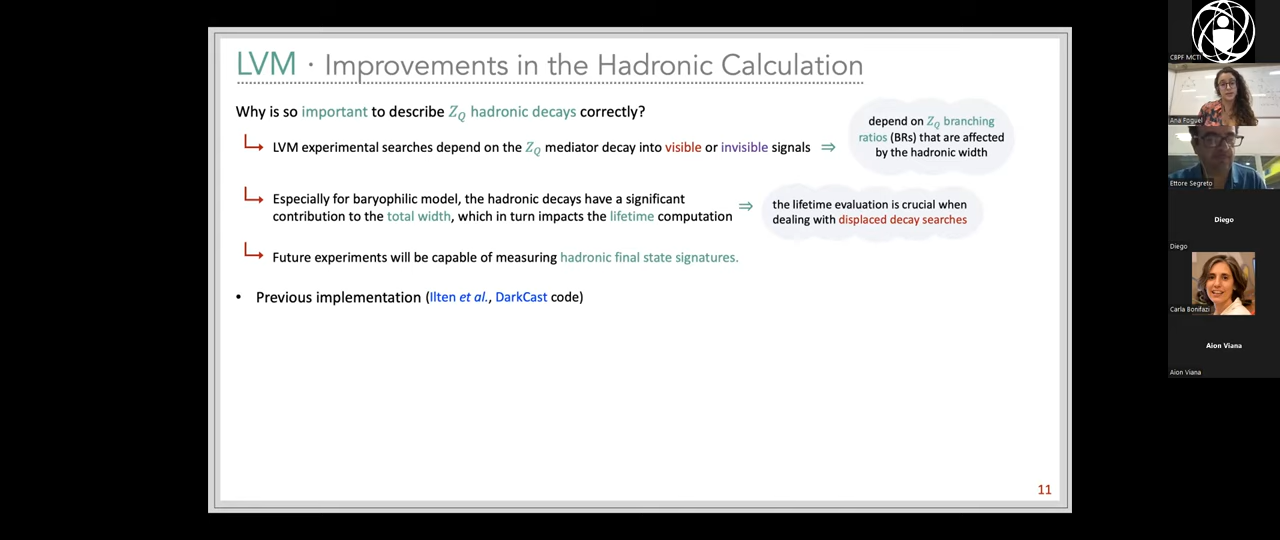 LVM · Improvements in the Hadronic Calculation
Why is so important to describe Z_Q hadronic decays correctly?
LVM experimental searches depend on the Z_Q mediator decay into visible or invisible signals ⇒
depend on Z_Q branching
ratios (BRs) that are affected
by the hadronic width
Especially for baryophilic model, the hadronic decays have a significant
contribution to the total width, which in turn impacts the lifetime computation ⇒
the lifetime evaluation is crucial when
dealing with displaced decay searches
Future experiments will be capable of measuring hadronic final state signatures.
• Previous implementation (Ilten et al., DarkCast code)
11
CBPF MCTI
Ana Foguel
Ettore Segreto
Diego
Diego
Carla Bonifazi
Aion Viana
Aion Viana